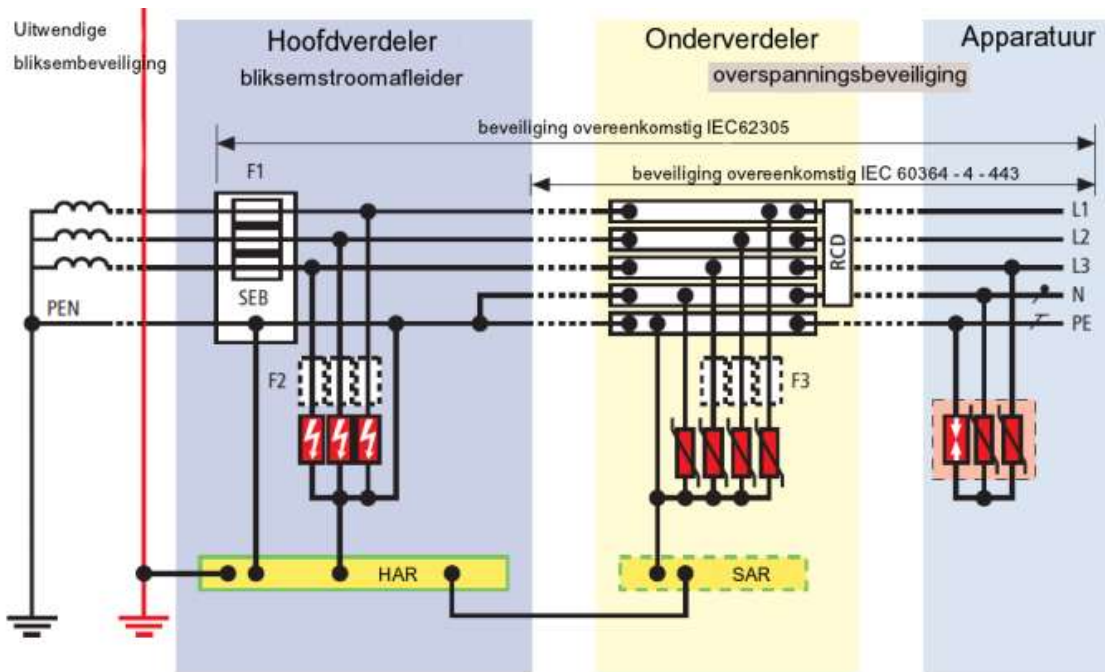 Uitwendige
bliksembeveiliging
Hoofdverdeler
bliksemstroomafleider
Onderverdeler
overspanningsbeveiliging
Apparatuur
beveiliging overeenkomstig IEC62305
beveiliging overeenkomstig IEC 60364 - 4 - 443
F1
L1
L2
RCD
L3
SEB
N
PEN
PE
F2
F3
HAR
SAR